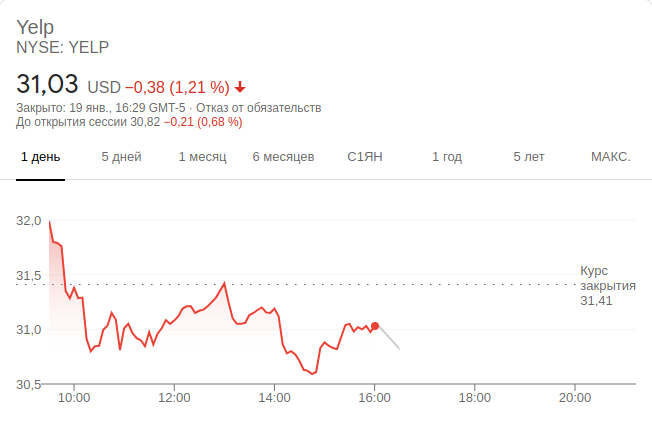 Yelp
NYSE: YELP
31,03 USD −0,38 (1,21 %)
Закрыто: 19 янв., 16:29 GMT-5 · Отказ от обязательств
До открытия сессии 30,82 −0,21 (0,68 %)
1 день 5 дней 1 месяц 6 месяцев С1ЯН 1 год 5 лет МАКС.
32,0
31,5
31,0
30,5
Курс
закрытия
31,41
10:00 12:00 14:00 16:00 18:00 20:00